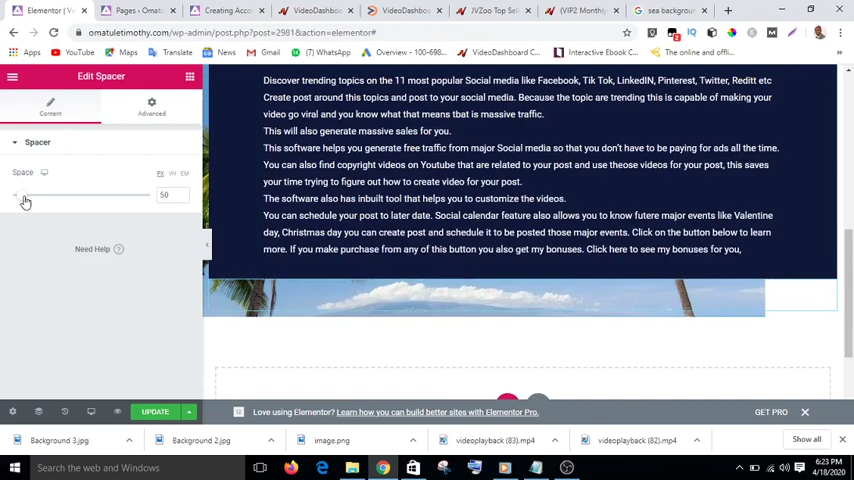 Elementor | Vi
Pages ‹ Omatu
Creating Accou
VideoDashboa
VideoDashboa
JVZoo Top Sell
(VIP2 Monthly
sea backgroun
omatuletimothy.com/wp-admin/post.php?post=2981&action=elementor#
Apps
YouTube
Maps
Translate
News
Gmail
(7) WhatsApp
Overview – 100-698...
VideoDashboard C...
Interactive Ebook C...
The online and offli...
Edit Spacer
Content
Advanced
Spacer
Space
PX VH EM
50
Need Help
Discover trending topics on the 11 most popular Social media like Facebook, Tik Tok, LinkedIN, Pinterest, Twitter, Reditt etc
Create post around this topics and post to your social media. Because the topic are trending this is capable of making your
video go viral and you know what that means tbat is massive traffic.
This will also generate massive sales for you.
This software helps you generate free traffic from major Social media so that you don't have to be paying for ads all the time.
You can also find copyright videos on Youtube that are related to your post and use theose videos for your post, this saves
your time trying to figure out how to create video for your post.
The software also has inbuilt tool that helps you to customize the videos.
You can schedule your post to later date. Social calendar feature also allows you to know futere major events like Valentine
day, Christmas day you can create post and schedule it to be posted those major events. Click on the button below to learn
more. If you make purchase from any of this button you also get my bonuses. Click here to see my bonuses for you,
UPDATE
Love using Elementor? Learn how you can build better sites with Elementor Pro.
GET PRO
Background 3.jpg
Background 2.jpg
image.png
videoplayback (83).mp4
videoplayback (82).mp4
Show all
Search the web and Windows
6:23 PM
4/18/2020